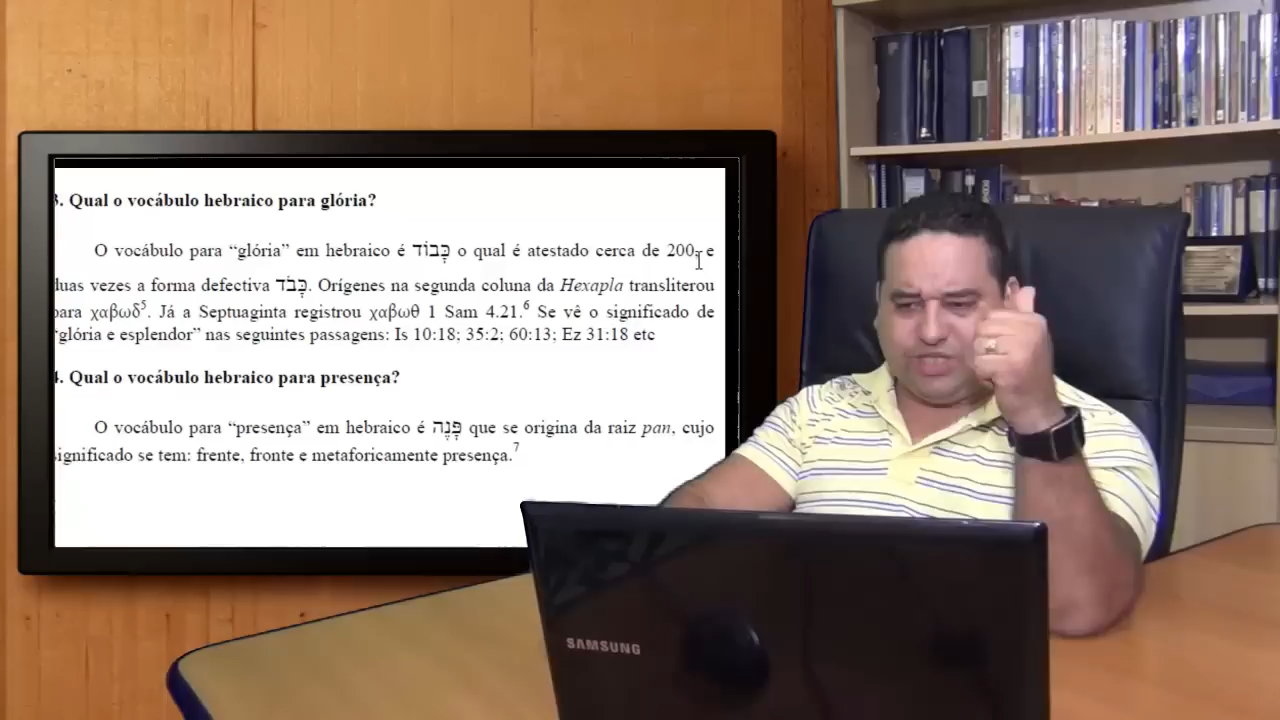 3. Qual o vocábulo hebraico para glória?
O vocábulo para “glória” em hebraico é כָּבוֹד o qual é atestado cerca de 200 e
duas vezes a forma defectiva כָּבֹד. Orígenes na segunda coluna da Hexapla transliterou
para χαβωδ⁵. Já a Septuaginta registrou χαβωθ 1 Sam 4.21.⁶ Se vê o significado de
“glória e esplendor” nas seguintes passagens: Is 10:18; 35:2; 60:13; Ez 31:18 etc
4. Qual o vocábulo hebraico para presença?
O vocábulo para “presença” em hebraico é פָּנֶה que se origina da raiz pan, cujo
significado se tem: frente, fronte e metaforicamente presença.⁷
SAMSUNG